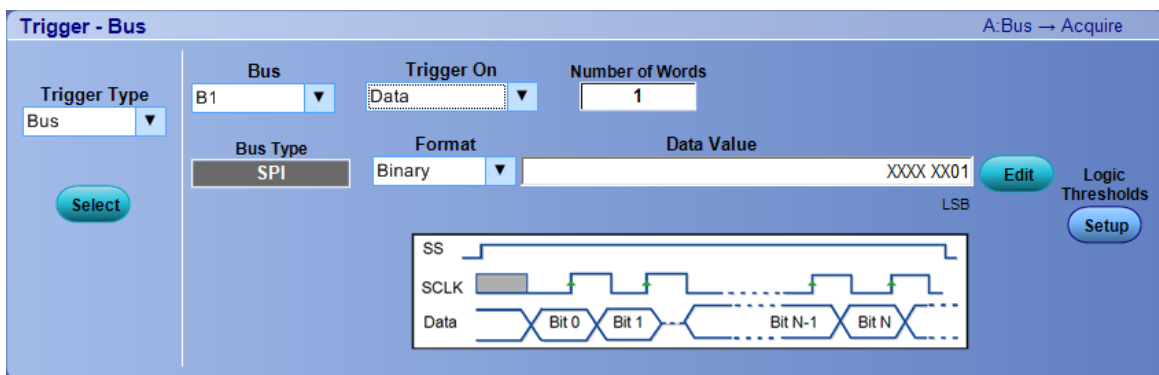 Trigger - Bus
A:Bus → Acquire
Trigger Type
Bus
Select
Bus
B1
Trigger On
Data
Number of Words
1
Bus Type
SPI
Format
Binary
Data Value
XXXX XX01
LSB
Edit
Logic
Thresholds
Setup
SS
SCLK
Data
Bit 0
Bit 1
Bit N-1
Bit N